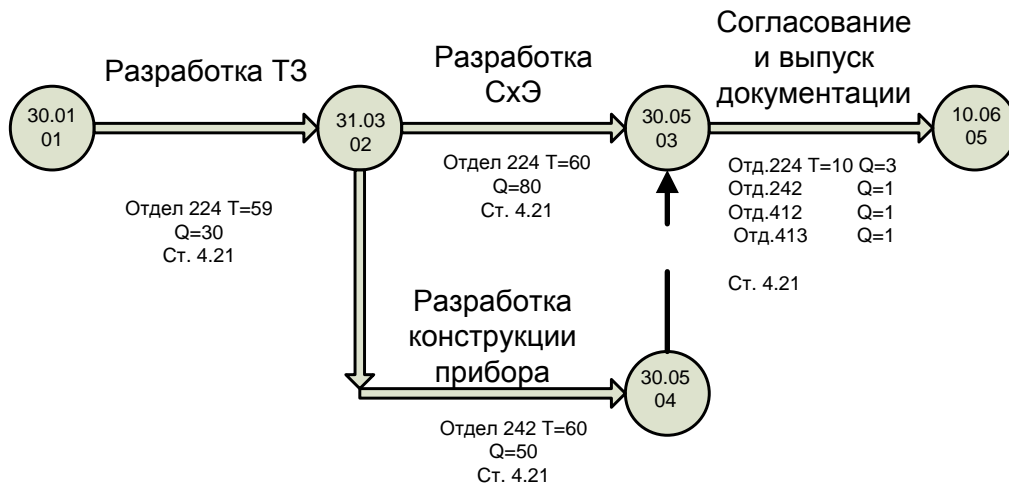 Разработка ТЗ
Разработка
СхЭ
Согласование
и выпуск
документации
30.01
01
31.03
02
30.05
03
10.06
05
Отдел 224 Т=59
Q=30
Ст. 4.21
Отдел 224 Т=60
Q=80
Ст. 4.21
Отд.224 Т=10 Q=3
Отд.242 Q=1
Отд.412 Q=1
Отд.413 Q=1
Ст. 4.21
Разработка
конструкции
прибора
30.05
04
Отдел 242 Т=60
Q=50
Ст. 4.21